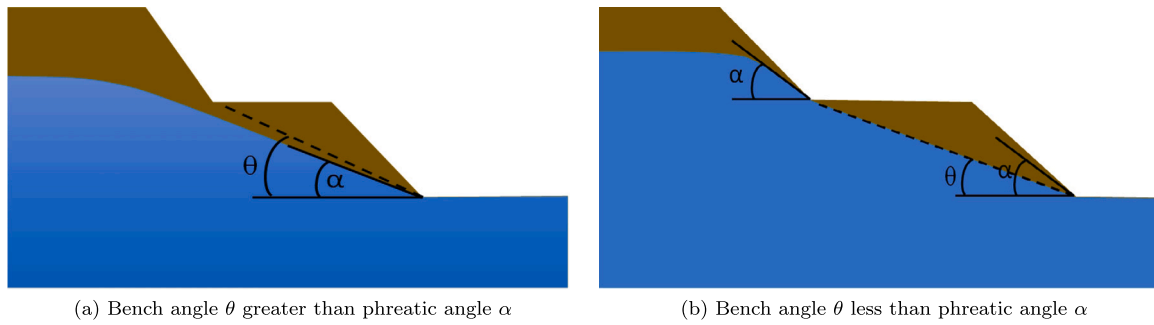 θ
α
(a) Bench angle θ greater than phreatic angle α
α
θ
α
(b) Bench angle θ less than phreatic angle α